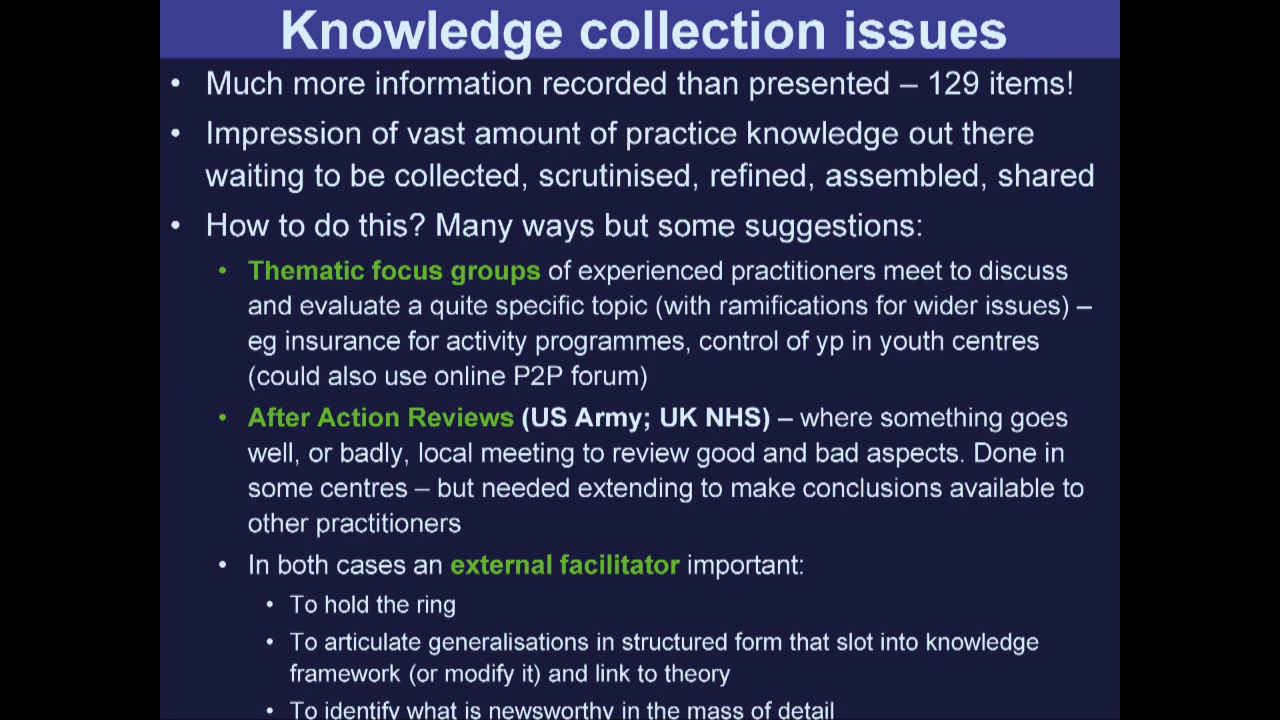 Knowledge collection issues
• Much more information recorded than presented – 129 items!
• Impression of vast amount of practice knowledge out there
waiting to be collected, scrutinised, refined, assembled, shared
• How to do this? Many ways but some suggestions:
• Thematic focus groups of experienced practitioners meet to discuss
and evaluate a quite specific topic (with ramifications for wider issues) –
eg insurance for activity programmes, control of yp in youth centres
(could also use online P2P forum)
• After Action Reviews (US Army; UK NHS) – where something goes
well, or badly, local meeting to review good and bad aspects. Done in
some centres – but needed extending to make conclusions available to
other practitioners
• In both cases an external facilitator important:
• To hold the ring
• To articulate generalisations in structured form that slot into knowledge
framework (or modify it) and link to theory
• To identify what is newsworthy in the mass of detail